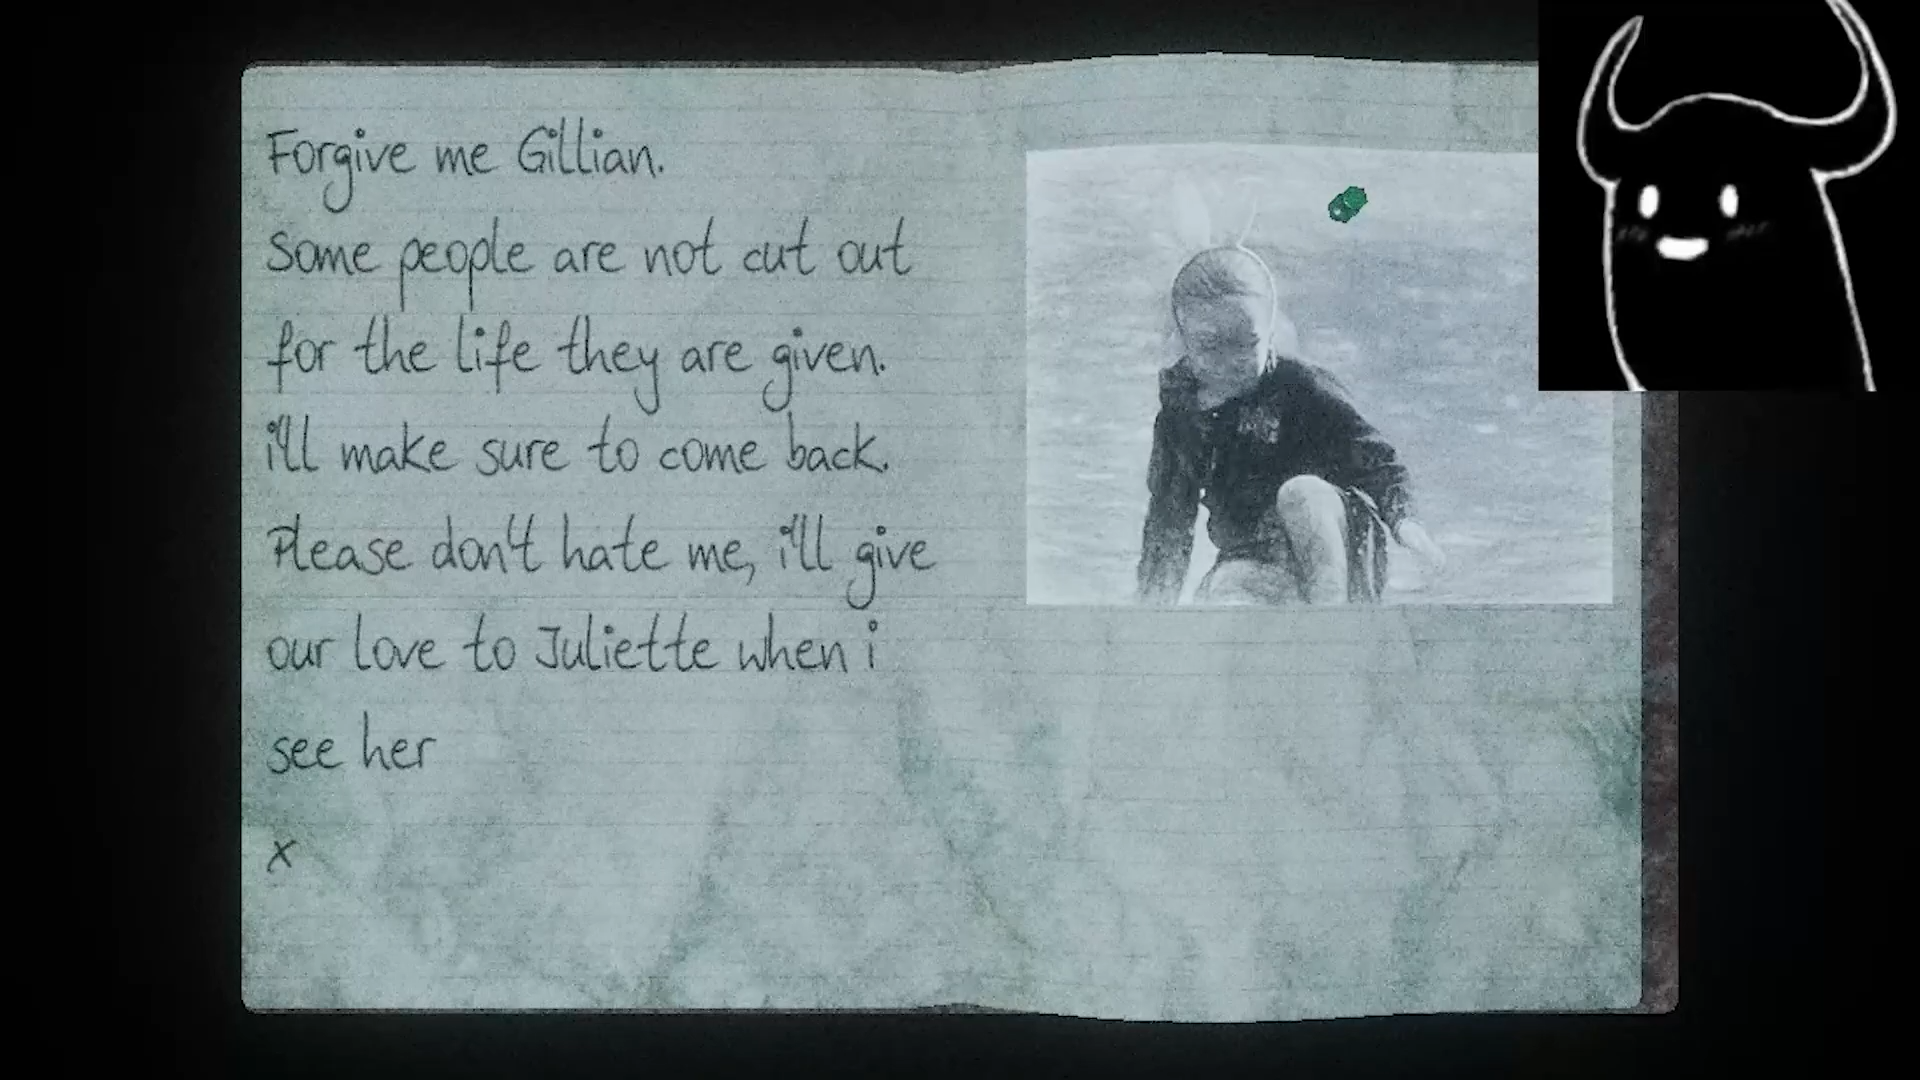 Forgive me Gillian.
Some people are not cut out
for the life they are given.
i'll make sure to come back.
Please don't hate me, i'll give
our love to Juliette when i
see her
x